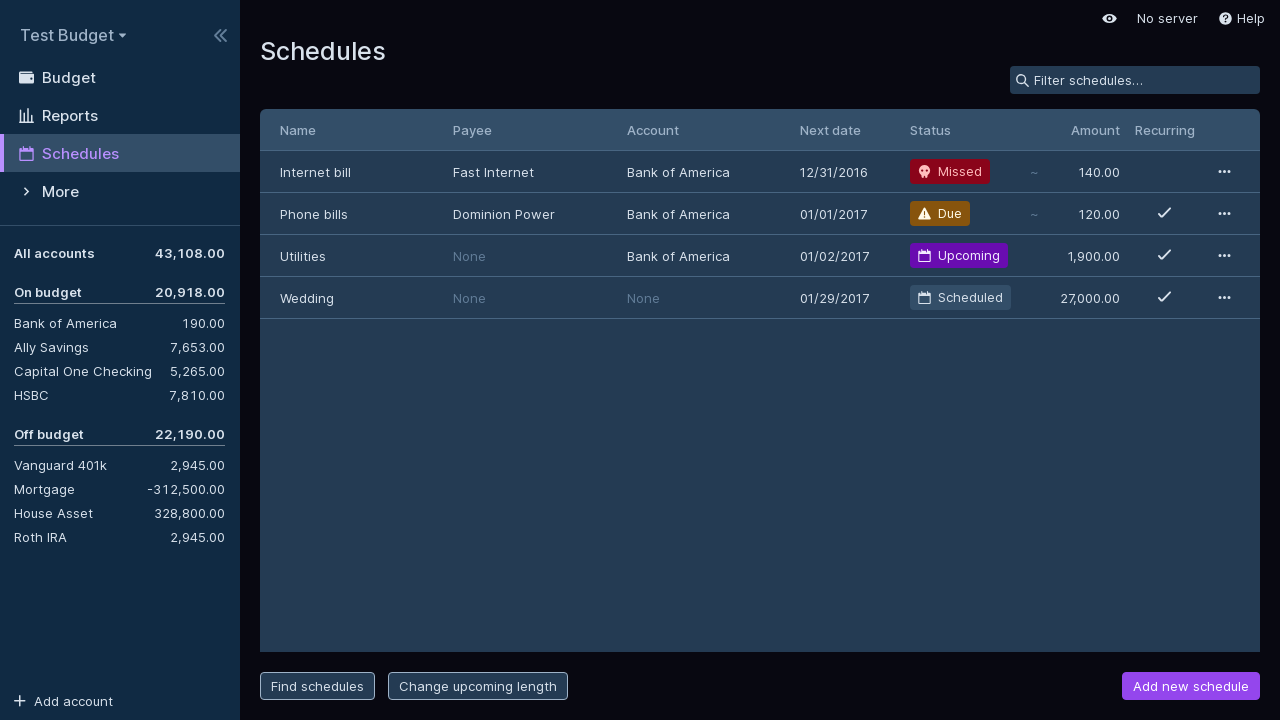 Test Budget
Budget
Reports
Schedules
More
All accounts 43,108.00
On budget 20,918.00
Bank of America 190.00
Ally Savings 7,653.00
Capital One Checking 5,265.00
HSBC 7,810.00
Off budget 22,190.00
Vanguard 401k 2,945.00
Mortgage -312,500.00
House Asset 328,800.00
Roth IRA 2,945.00
Add account
No server Help
Schedules
Filter schedules…
Name Payee Account Next date Status Amount Recurring
Internet bill Fast Internet Bank of America 12/31/2016 Missed ~ 140.00
Phone bills Dominion Power Bank of America 01/01/2017 Due ~ 120.00
Utilities None Bank of America 01/02/2017 Upcoming 1,900.00
Wedding None None 01/29/2017 Scheduled 27,000.00
Find schedules Change upcoming length Add new schedule